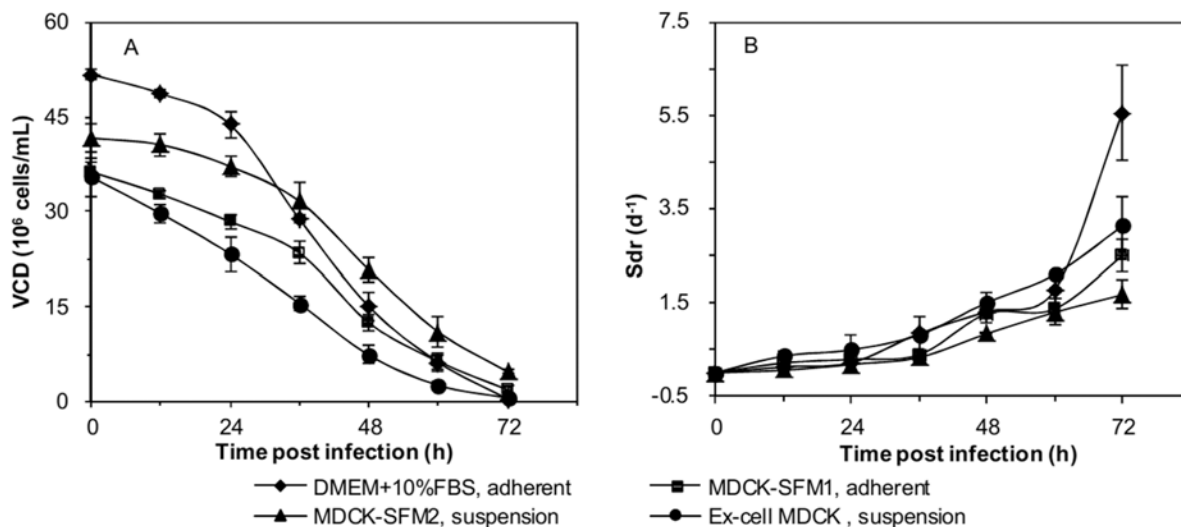 A
60
45
30
15
0
VCD (10⁶ cells/mL)
0 24 48 72
Time post infection (h)
B
7.5
5.5
3.5
1.5
-0.5
Sdr (d⁻¹)
0 24 48 72
Time post infection (h)
DMEM+10%FBS, adherent
MDCK-SFM1, adherent
MDCK-SFM2, suspension
Ex-cell MDCK , suspension